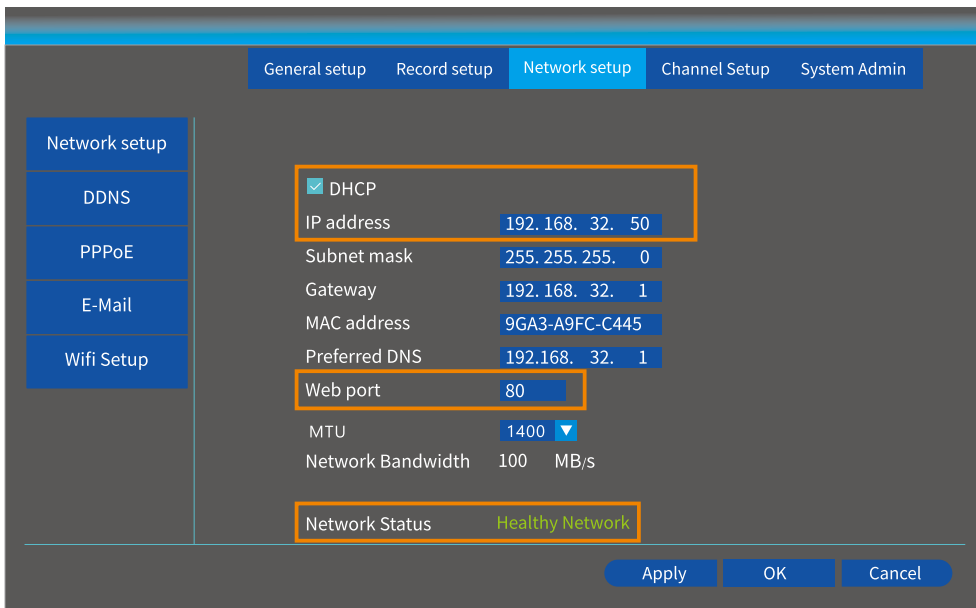 General setup Record setup Network setup Channel Setup System Admin
Network setup
DDNS
PPPoE
E-Mail
Wifi Setup
DHCP
IP address 192. 168. 32. 50
Subnet mask 255. 255. 255. 0
Gateway 192. 168. 32. 1
MAC address 9GA3-A9FC-C445
Preferred DNS 192.168. 32. 1
Web port 80
MTU 1400
Network Bandwidth 100 MB/s
Network Status Healthy Network
Apply OK Cancel